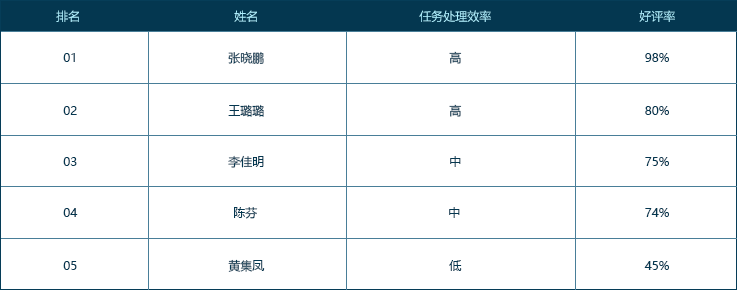 排名 姓名 任务处理效率 好评率
01 张晓鹏 高 98%
02 王璐璐 高 80%
03 李佳明 中 75%
04 陈芬 中 74%
05 黄集凤 低 45%